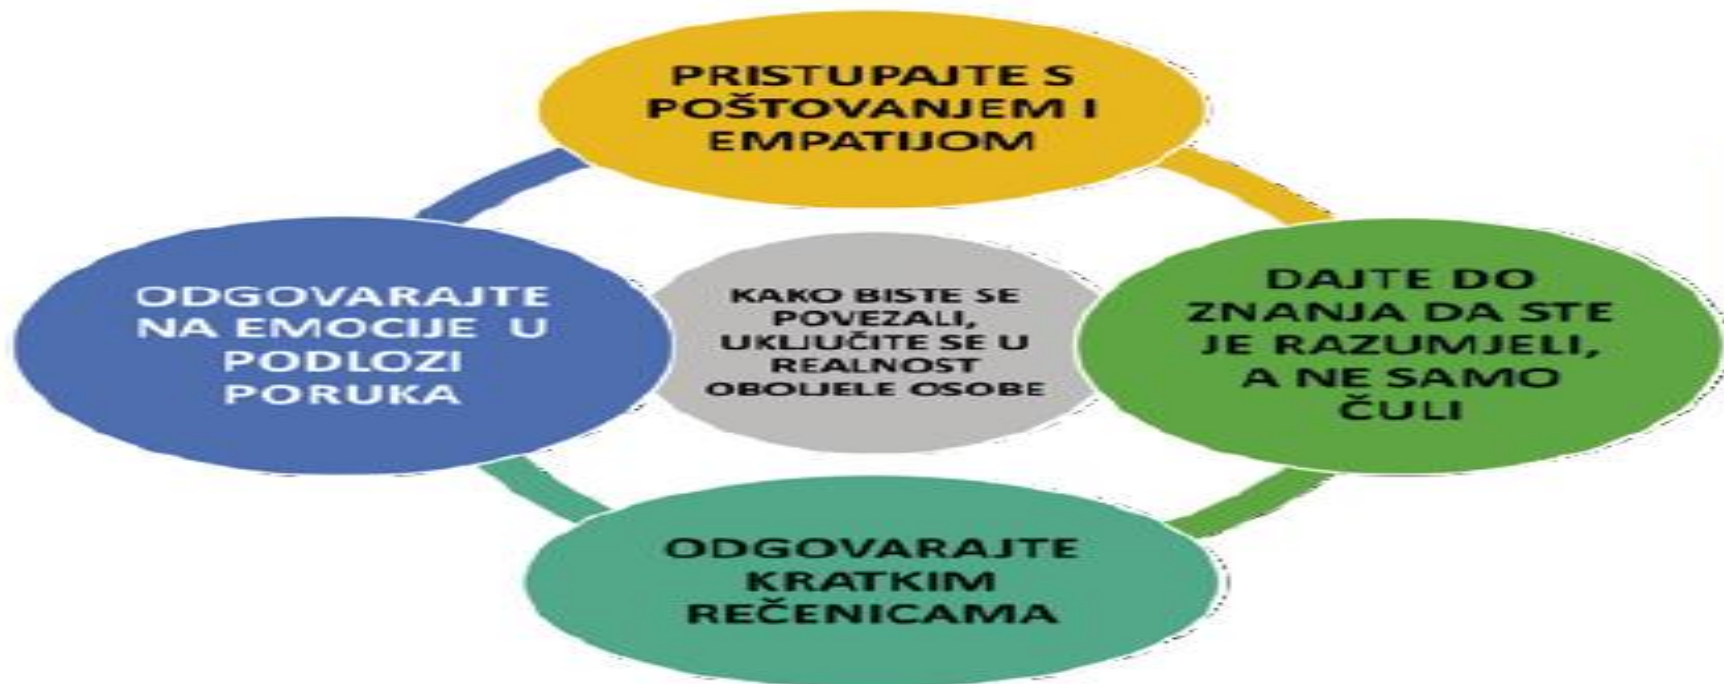 PRISTUPAJTE S
POŠTOVANJEM I
EMPATIJOM
DAJTE DO
ZNANJA DA STE
JE RAZUMJELI,
A NE SAMO
ČULI
ODGOVARAJTE
KRATKIM
REČENICAMA
ODGOVARAJTE
NA EMOCIJE U
PODLOZI
PORUKA
KAKO BISTE SE
POVEZALI,
UKLJUČITE SE U
REALNOST
OBOLJELE OSOBE